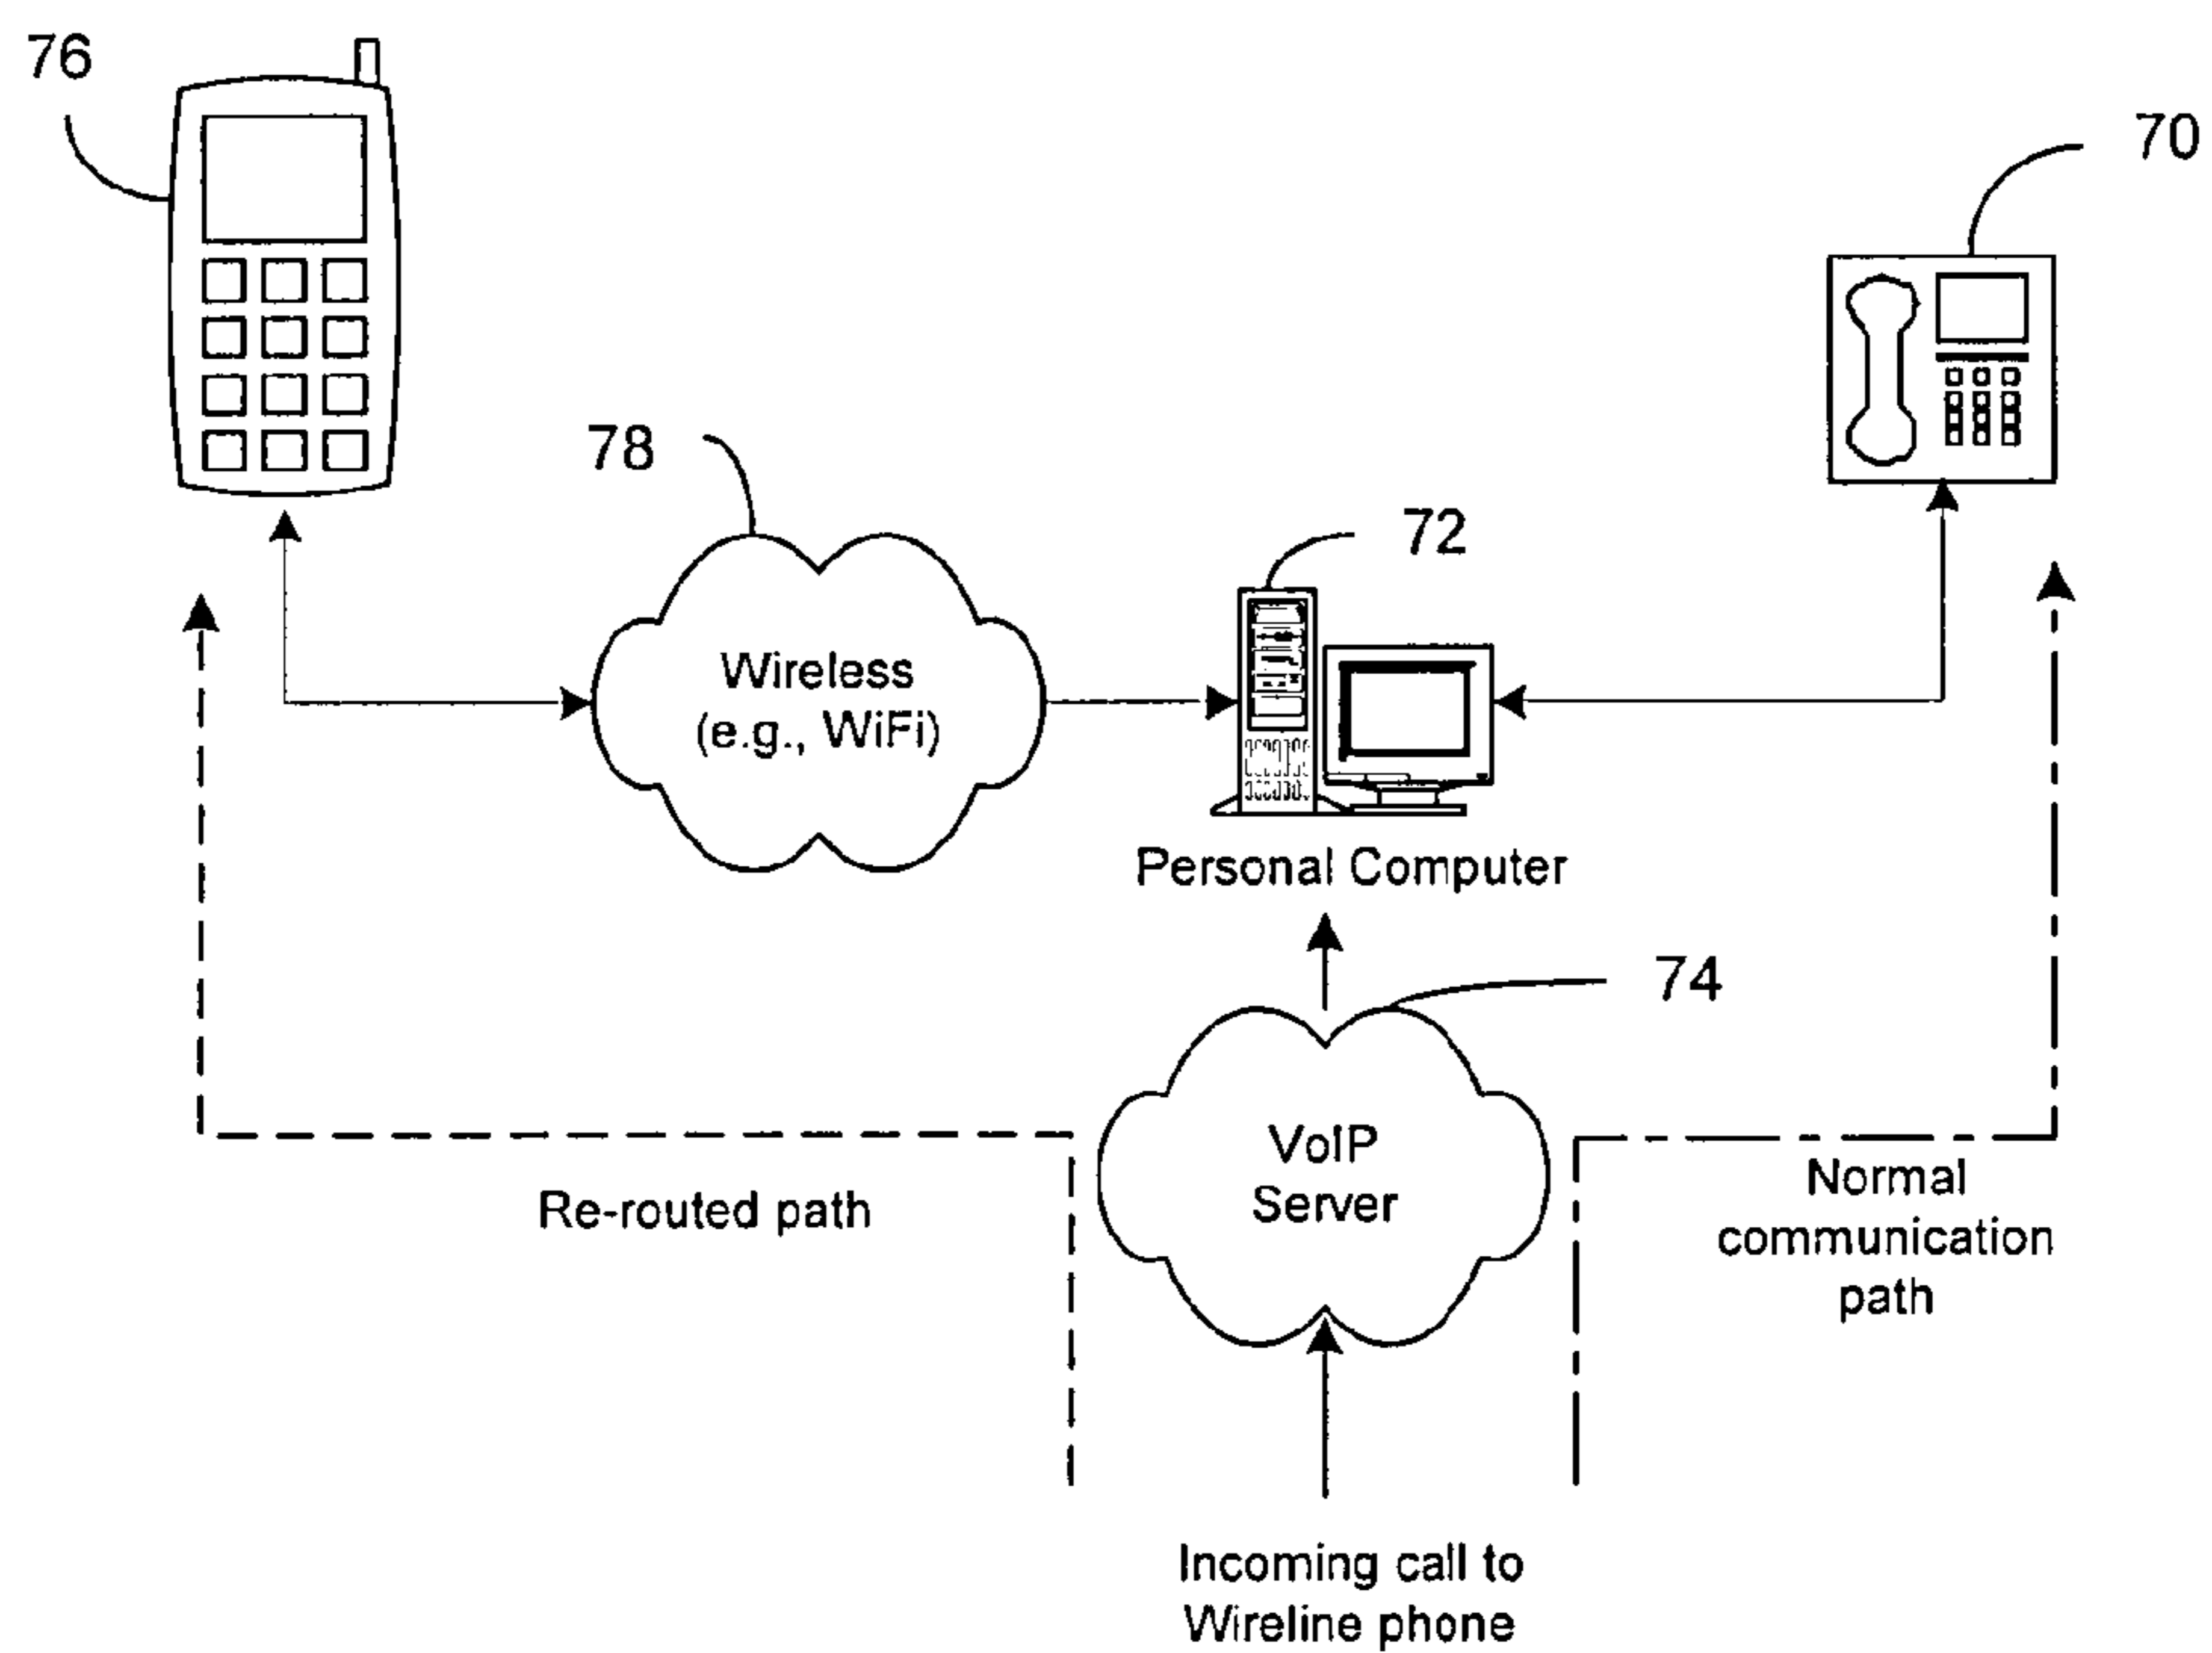 76
70
78
72
Wireless
(e.g., WiFi)
Personal Computer
74
VoIP
Server
Re-routed path
Normal
communication
path
Incoming call to
Wireline phone